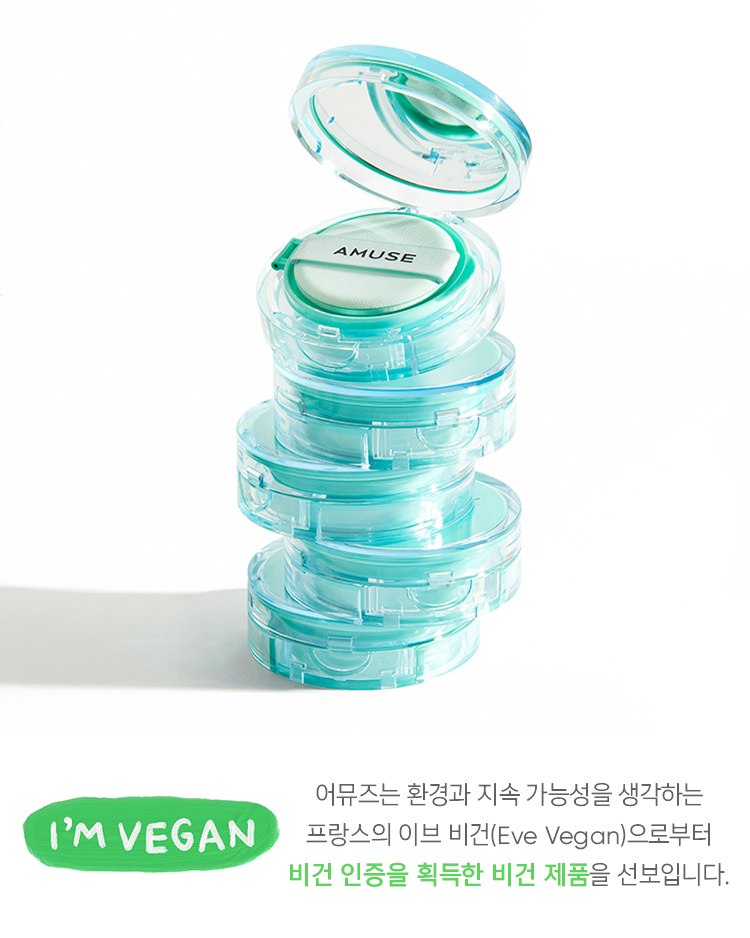 AMUSE
I'M VEGAN
어뮤즈는 환경과 지속 가능성을 생각하는
프랑스의 이브 비건(Eve Vegan)으로부터
비건 인증을 획득한 비건 제품을 선보입니다.